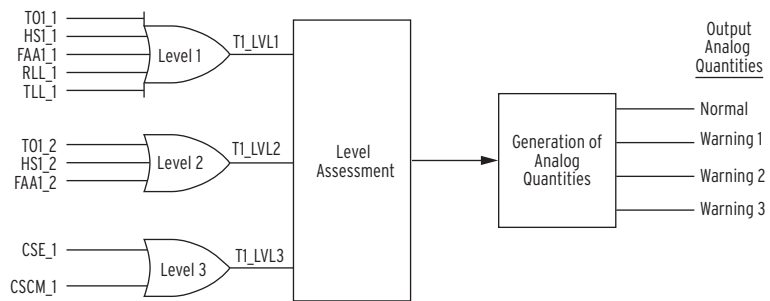 TO1_1
HS1_1
FAA1_1
RLL_1
TLL_1
Level 1
T1_LVL1
TO1_2
HS1_2
FAA1_2
Level 2
T1_LVL2
CSE_1
CSCM_1
Level 3
T1_LVL3
Level
Assessment
Generation of
Analog
Quantities
Output
Analog
Quantities
Normal
Warning 1
Warning 2
Warning 3